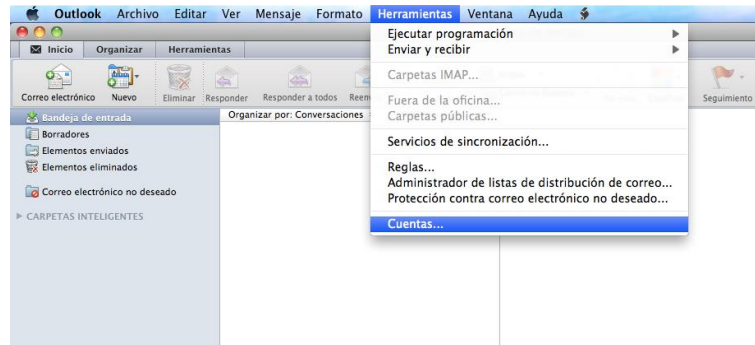 Outlook Archivo Editar Ver Mensaje Formato Herramientas Ventana Ayuda
Inicio Organizar Herramientas
Correo electrónico Nuevo Eliminar Responder Responder a todos Seguimiento
Ejecutar programación
Enviar y recibir
Carpetas IMAP...
Fuera de la oficina...
Carpetas públicas...
Servicios de sincronización...
Reglas...
Administrador de listas de distribución de correo...
Protección contra correo electrónico no deseado...
Cuentas...
Bandeja de entrada
Borradores
Elementos enviados
Elementos eliminados
Correo electrónico no deseado
CARPETAS INTELIGENTES
Organizar por: Conversaciones